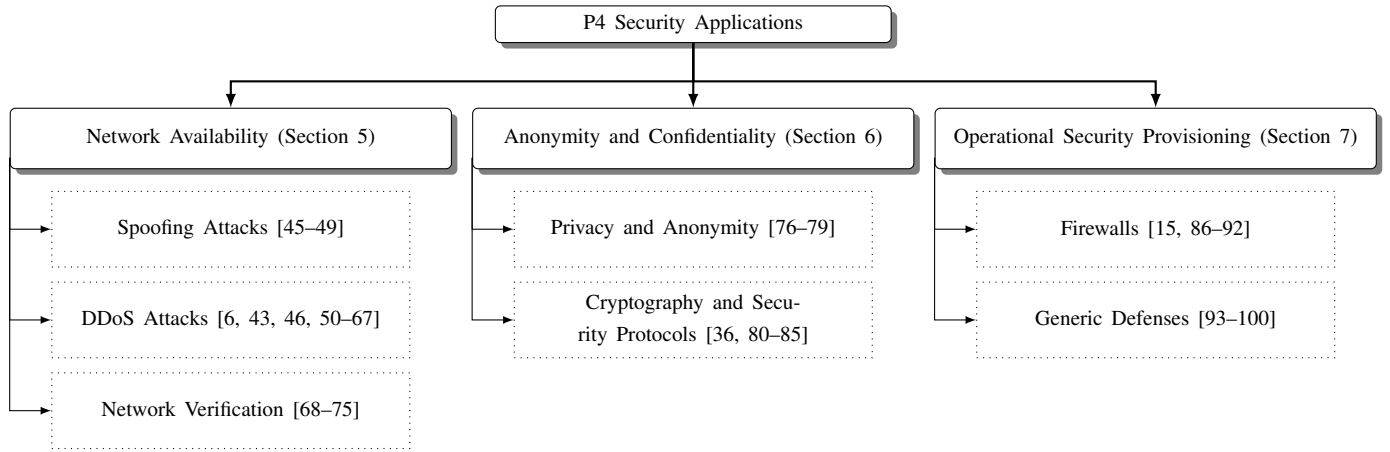 P4 Security Applications
Network Availability (Section 5)
Anonymity and Confidentiality (Section 6)
Operational Security Provisioning (Section 7)
Spoofing Attacks [45–49]
Privacy and Anonymity [76–79]
Firewalls [15, 86–92]
DDoS Attacks [6, 43, 46, 50–67]
Cryptography and Secu-
rity Protocols [36, 80–85]
Generic Defenses [93–100]
Network Verification [68–75]